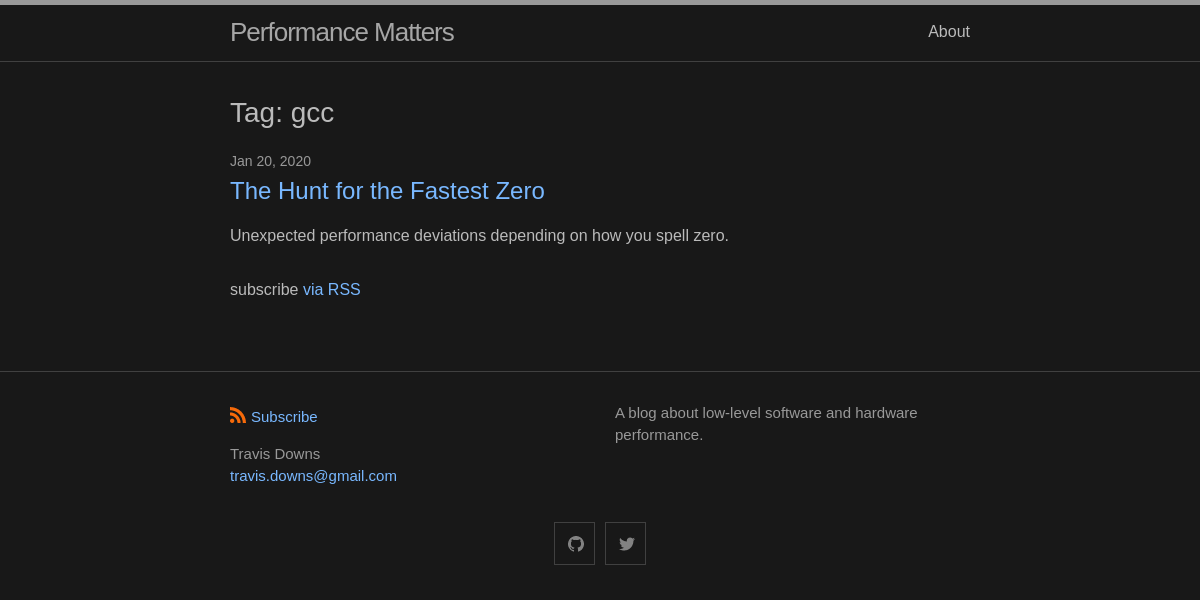 Performance Matters
About
Tag: gcc
Jan 20, 2020
The Hunt for the Fastest Zero
Unexpected performance deviations depending on how you spell zero.
subscribe via RSS
Subscribe
Travis Downs
travis.downs@gmail.com
A blog about low-level software and hardware
performance.